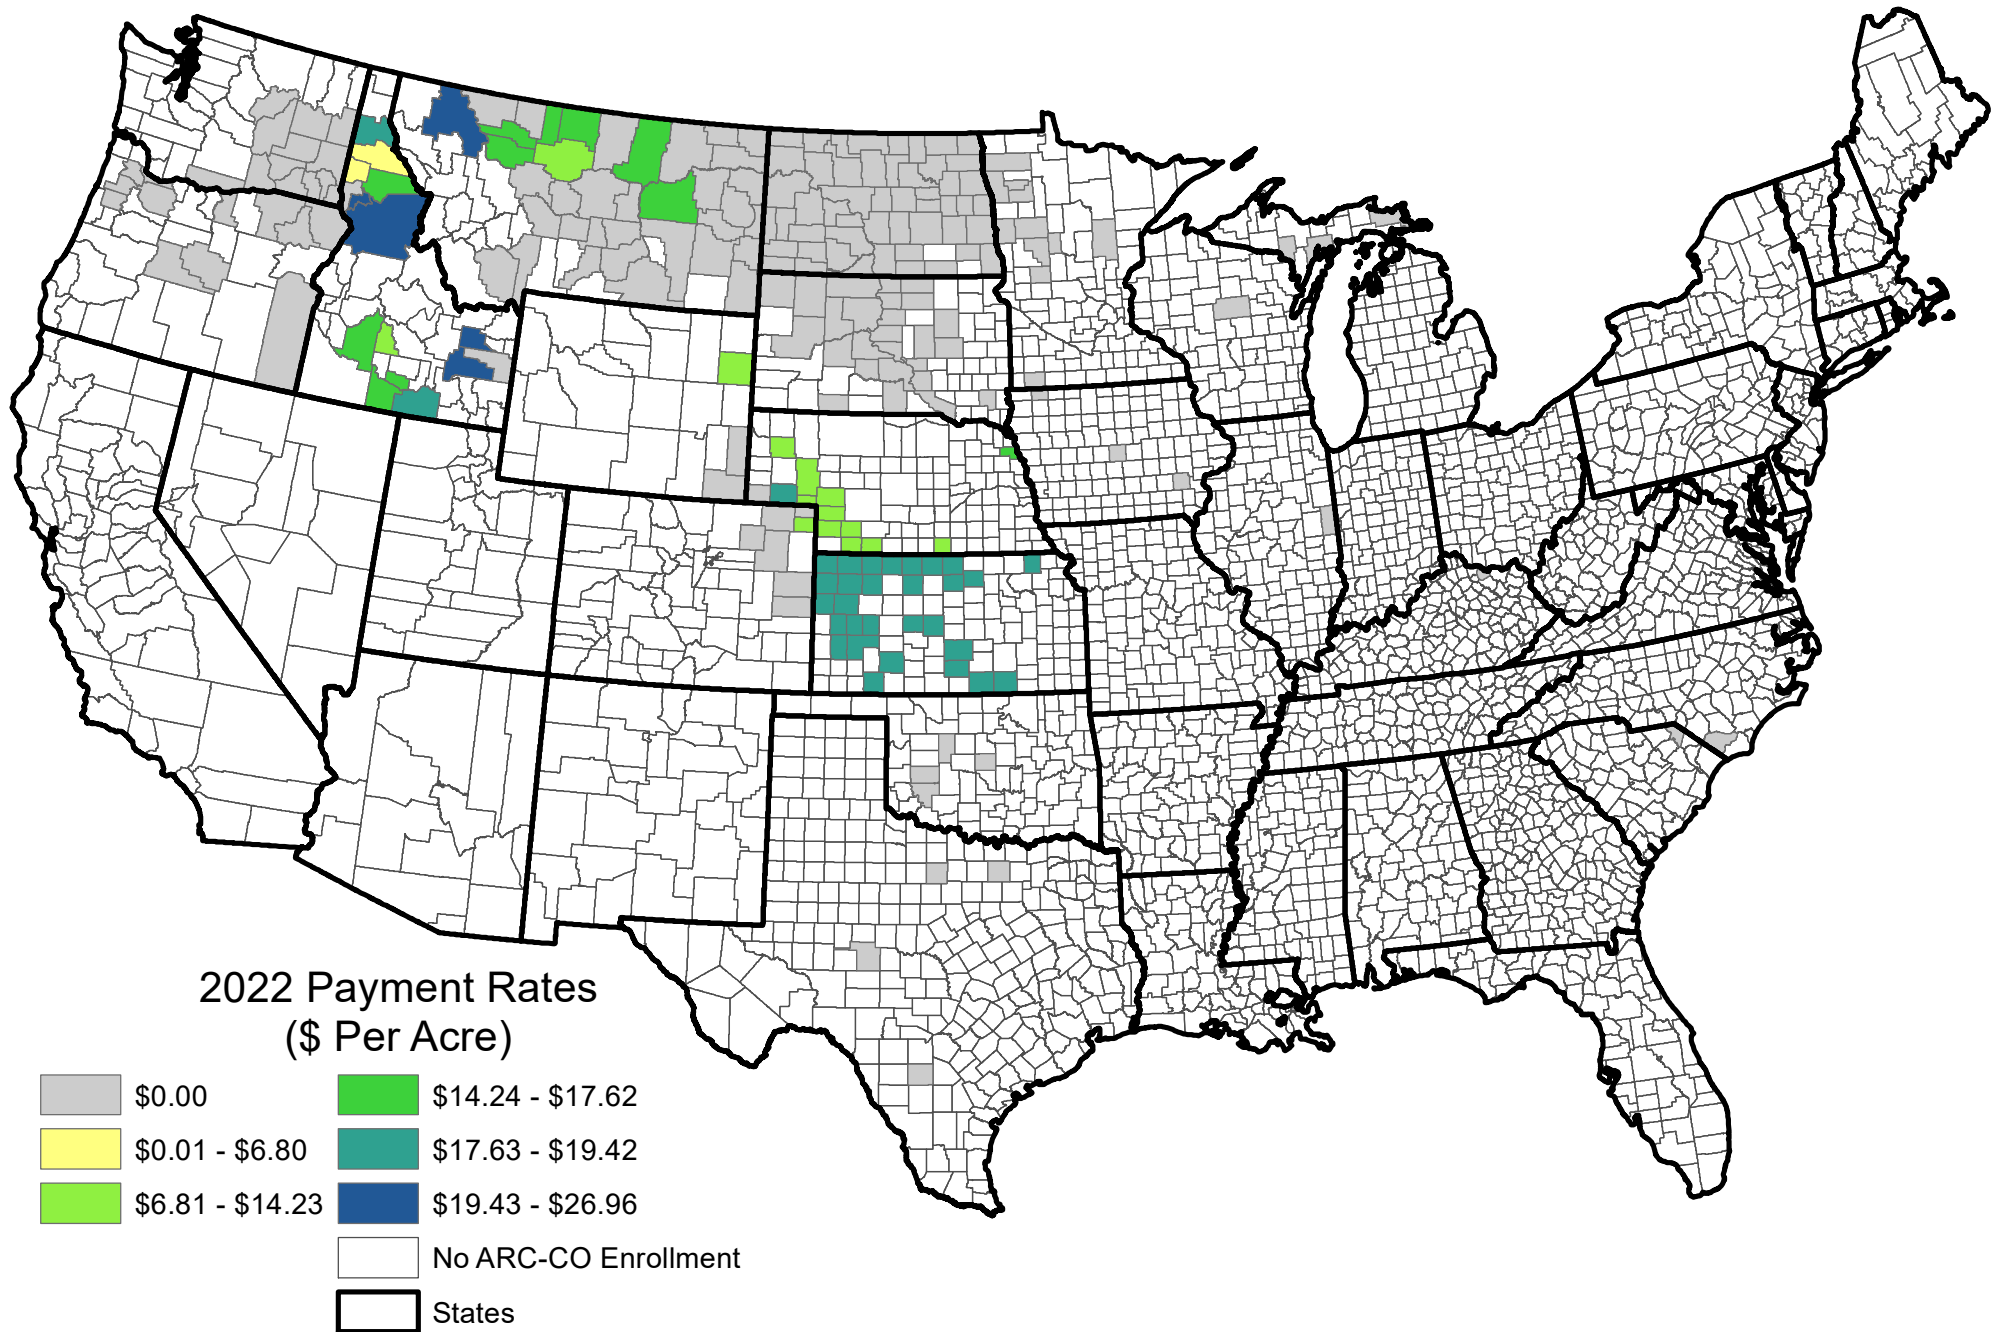 2022 Payment Rates
($ Per Acre)
$0.00
$0.01 - $6.80
$6.81 - $14.23
$14.24 - $17.62
$17.63 - $19.42
$19.43 - $26.96
No ARC-CO Enrollment
States